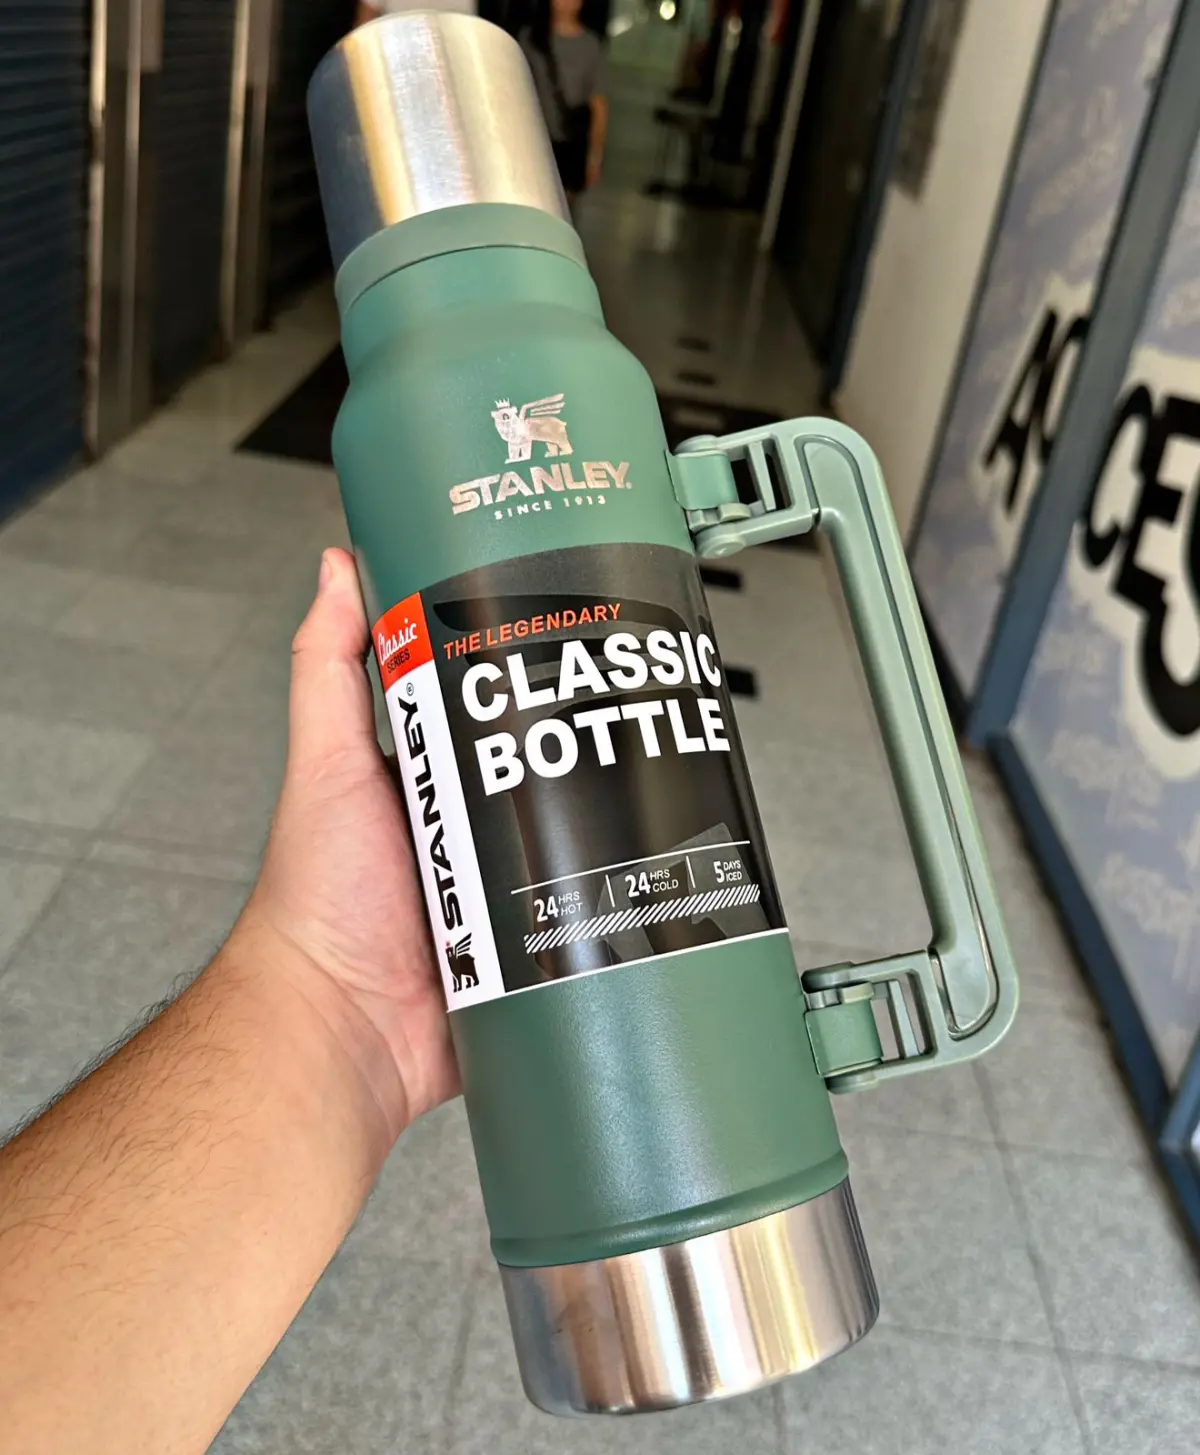 STANLEY.
SINCE 1913
Classic
SERIES
STANLEY®
THE LEGENDARY
CLASSIC
BOTTLE
24 HRS HOT
24 HRS COLD
5 DAYS ICED